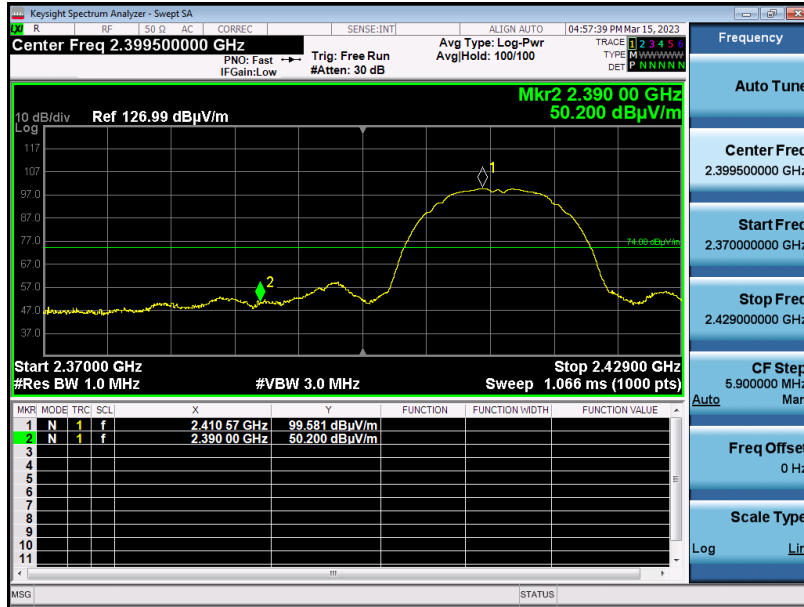 Keysight Spectrum Analyzer - Swept SA
LXI R RF 50 Ω AC CORREC SENSE:INT ALIGN AUTO 04:57:39 PM Mar 15, 2023
Center Freq 2.399500000 GHz
PNO: Fast
IFGain:Low
Trig: Free Run
#Atten: 30 dB
Avg Type: Log-Pwr
Avg|Hold: 100/100
TRACE 1 2 3 4 5 6
TYPE M WWWWW
DET P N N N N N
Mkr2 2.390 00 GHz
50.200 dBµV/m
10 dB/div
Log
Ref 126.99 dBµV/m
117
107
97.0
87.0
77.0
67.0
57.0
47.0
37.0
1
2
74.00 dBµV/m
Start 2.37000 GHz
Stop 2.42900 GHz
#Res BW 1.0 MHz
#VBW 3.0 MHz
Sweep 1.066 ms (1000 pts)
MKR MODE TRC SCL X Y FUNCTION FUNCTION WIDTH FUNCTION VALUE
1 N 1 f 2.410 57 GHz 99.581 dBµV/m
2 N 1 f 2.390 00 GHz 50.200 dBµV/m
3
4
5
6
7
8
9
10
11
MSG
STATUS
Frequency
Auto Tune
Center Freq
2.399500000 GHz
Start Freq
2.370000000 GHz
Stop Freq
2.429000000 GHz
CF Step
5.900000 MHz
Auto Man
Freq Offset
0 Hz
Scale Type
Log Lin